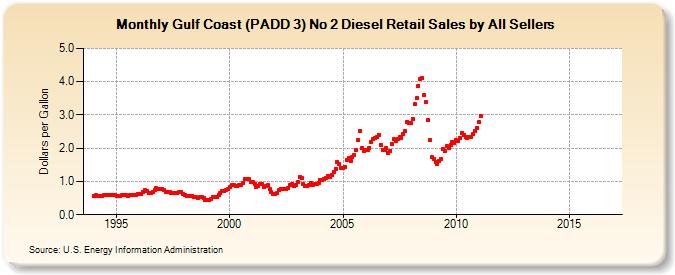 Monthly Gulf Coast (PADD 3) No 2 Diesel Retail Sales by All Sellers
Dollars per Gallon
5.0
4.0
3.0
2.0
1.0
0.0
1995 2000 2005 2010 2015
Source: U.S. Energy Information Administration